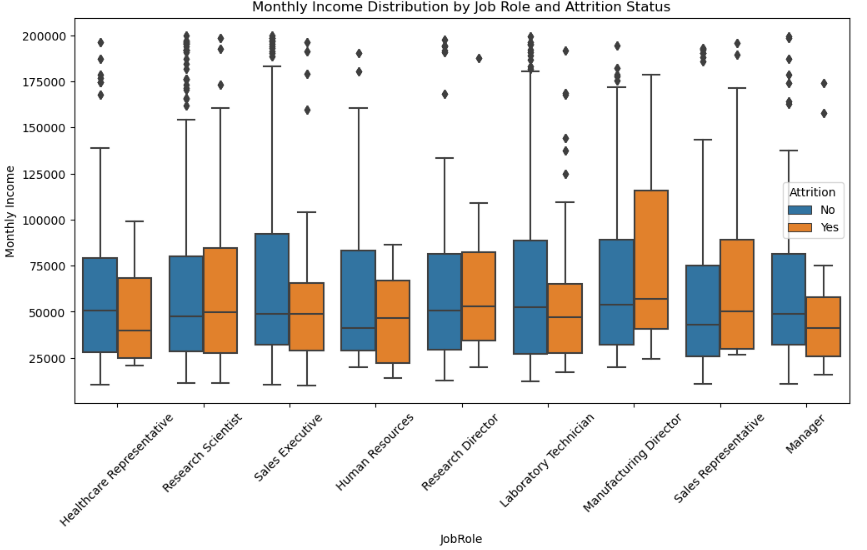 Monthly Income Distribution by Job Role and Attrition Status
200000
175000
150000
125000
100000
75000
50000
25000
Monthly Income
Attrition
No
Yes
Healthcare Representative
Research Scientist
Sales Executive
Human Resources
Research Director
Laboratory Technician
Manufacturing Director
Sales Representative
Manager
JobRole